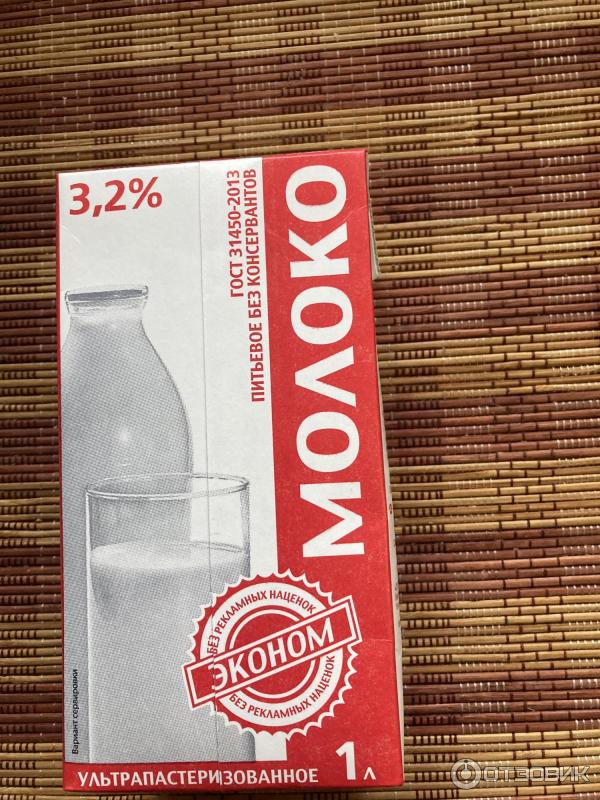 3,2%
ГОСТ 31450-2013
ПИТЬЕВОЕ БЕЗ КОНСЕРВАНТОВ
МОЛОКО
БЕЗ РЕКЛАМНЫХ НАЦЕНОК
ЭКОНОМ
БЕЗ РЕКЛАМНЫХ НАЦЕНОК
Вариант сервировки
УЛЬТРАПАСТЕРИЗОВАННОЕ 1 Л
ОТЗОВИК